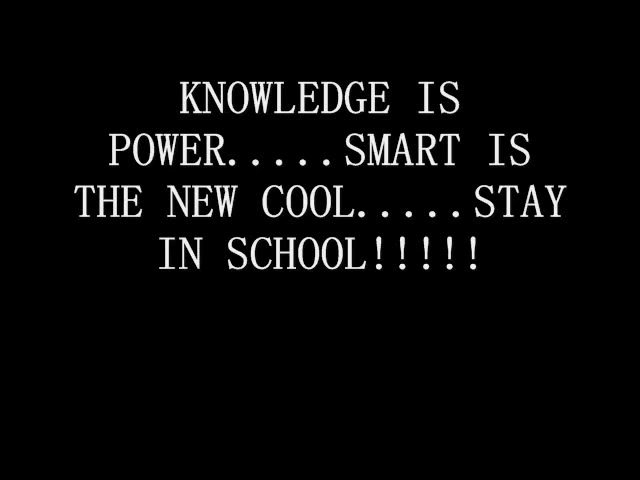 KNOWLEDGE IS
POWER.....SMART IS
THE NEW COOL.....STAY
IN SCHOOL!!!!!